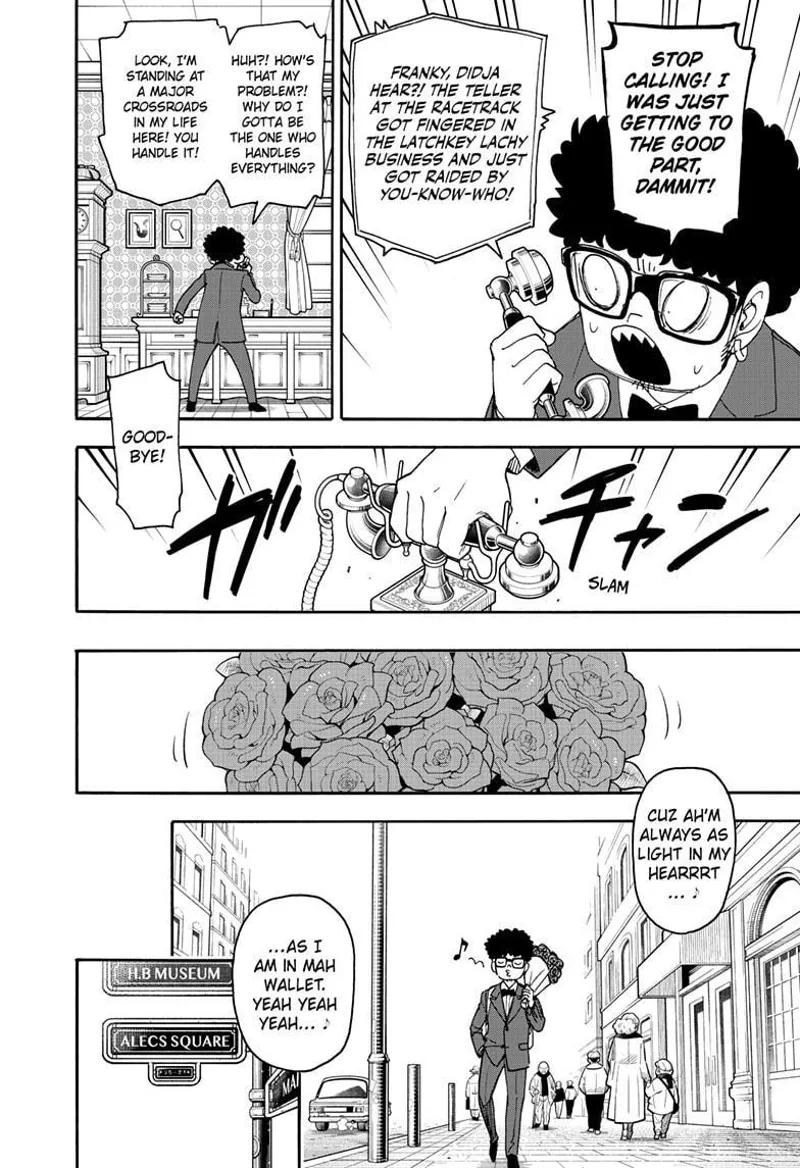 STOP
CALLING! I
WAS JUST
GETTING TO
THE GOOD
PART,
DAMMIT!
FRANKY, DIDJA
HEAR?! THE TELLER
AT THE RACETRACK
GOT FINGERED IN
THE LATCHKEY LACHY
BUSINESS AND JUST
GOT RAIDED BY
YOU-KNOW-WHO!
HUH?! HOW'S
THAT MY
PROBLEM?!
WHY DO I
GOTTA BE
THE ONE WHO
HANDLES
EVERYTHING?
LOOK, I'M
STANDING AT
A MAJOR
CROSSROADS
IN MY LIFE
HERE! YOU
HANDLE IT!
GOOD-
BYE!
ガチャン
SLAM
CUZ AH'M
ALWAYS AS
LIGHT IN MY
HEARRRT
... ♪
...AS I
AM IN MAH
WALLET.
YEAH YEAH
YEAH... ♪
H.B MUSEUM
ALECS SQUARE
MA